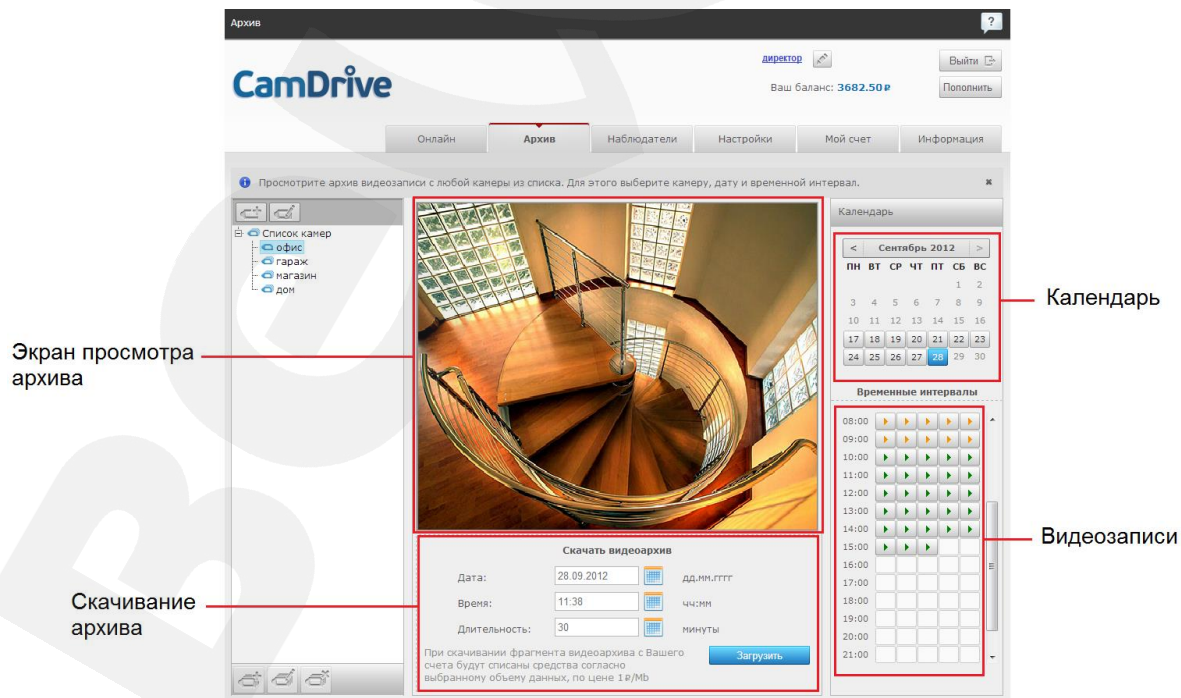 Архив
?
CamDrive
директор
Выйти
Ваш баланс: 3682.50₽
Пополнить
Онлайн
Архив
Наблюдатели
Настройки
Мой счет
Информация
Просмотрите архив видеозаписи с любой камеры из списка. Для этого выберите камеру, дату и временной интервал.
Список камер
офис
гараж
магазин
дом
Экран просмотра
архива
Календарь
< Сентябрь 2012 >
ПН ВТ СР ЧТ ПТ СБ ВС
1 2
3 4 5 6 7 8 9
10 11 12 13 14 15 16
17 18 19 20 21 22 23
24 25 26 27 28 29 30
Календарь
Временные интервалы
08:00
09:00
10:00
11:00
12:00
13:00
14:00
15:00
16:00
17:00
18:00
19:00
20:00
21:00
Видеозаписи
Скачать видеоархив
Дата: 28.09.2012 дд.мм.гггг
Время: 11:38 чч:мм
Длительность: 30 минуты
При скачивании фрагмента видеоархива с Вашего
счета будут списаны средства согласно
выбранному объему данных, по цене 1₽/Mb
Загрузить
Скачивание
архива